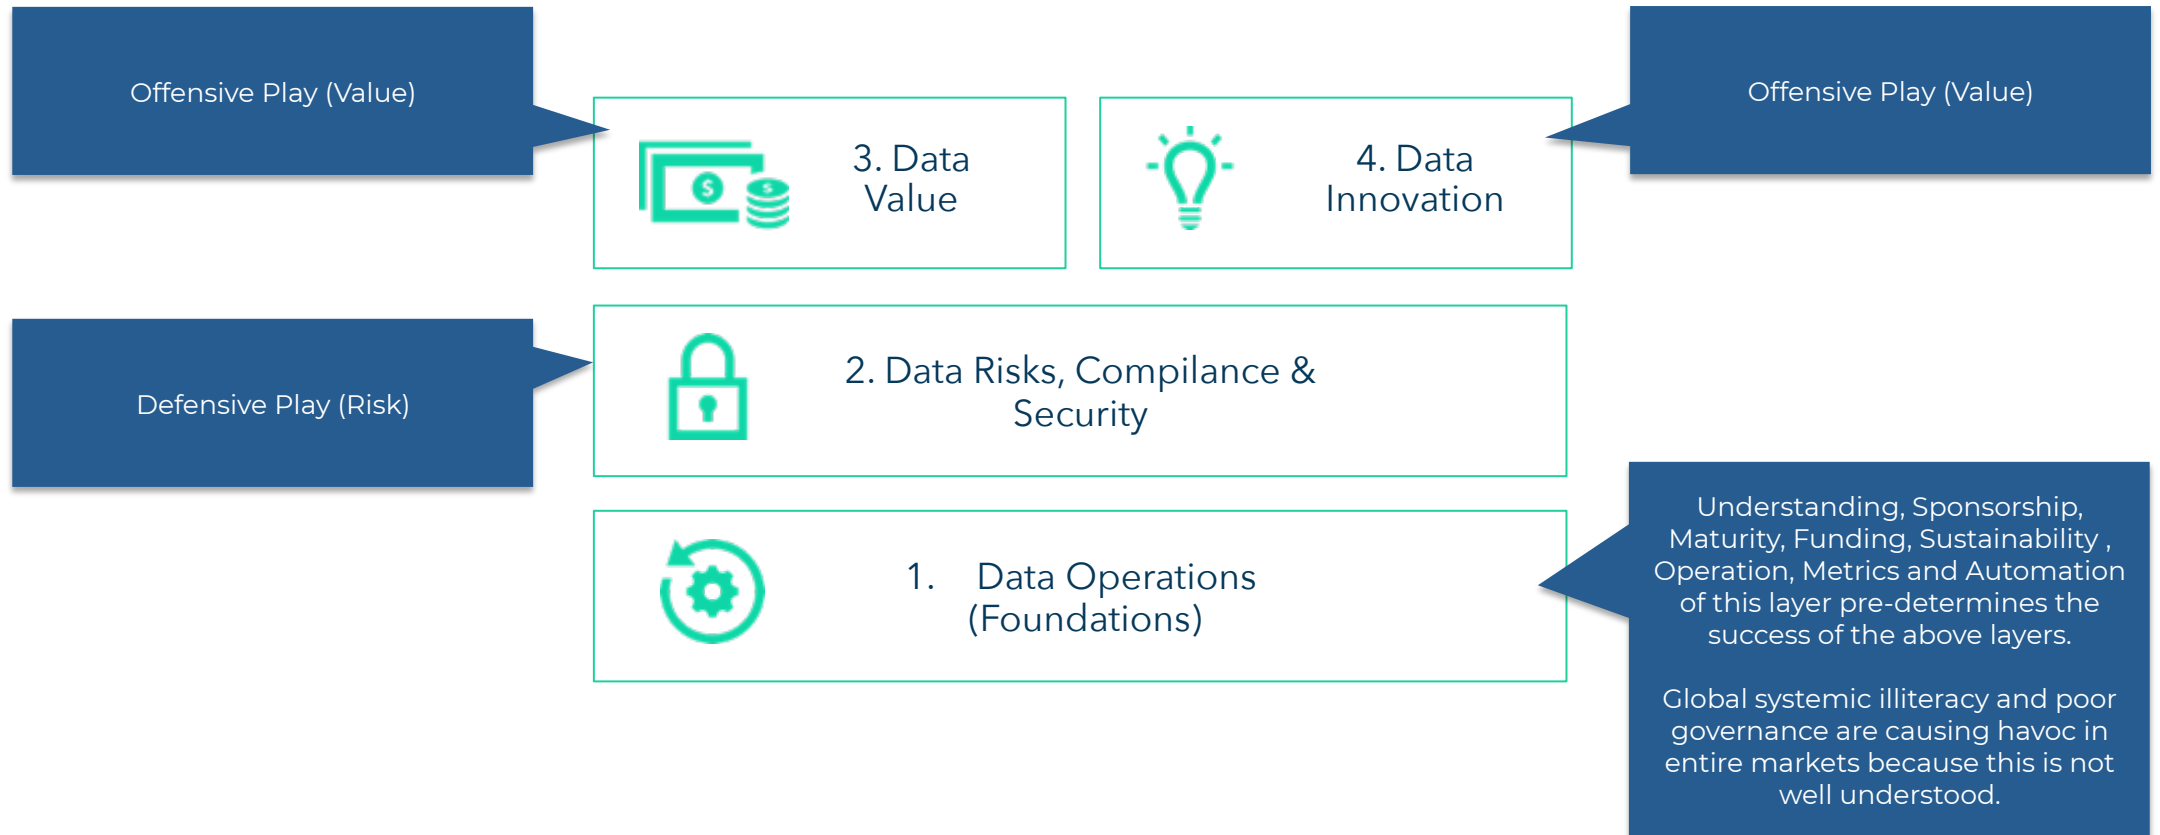 Offensive Play (Value)
Offensive Play (Value)
3. Data
Value
4. Data
Innovation
$
$
Defensive Play (Risk)
2. Data Risks, Compilance &
Security
1. Data Operations
(Foundations)
Understanding, Sponsorship,
Maturity, Funding, Sustainability ,
Operation, Metrics and Automation
of this layer pre-determines the
success of the above layers.
Global systemic illiteracy and poor
governance are causing havoc in
entire markets because this is not
well understood.